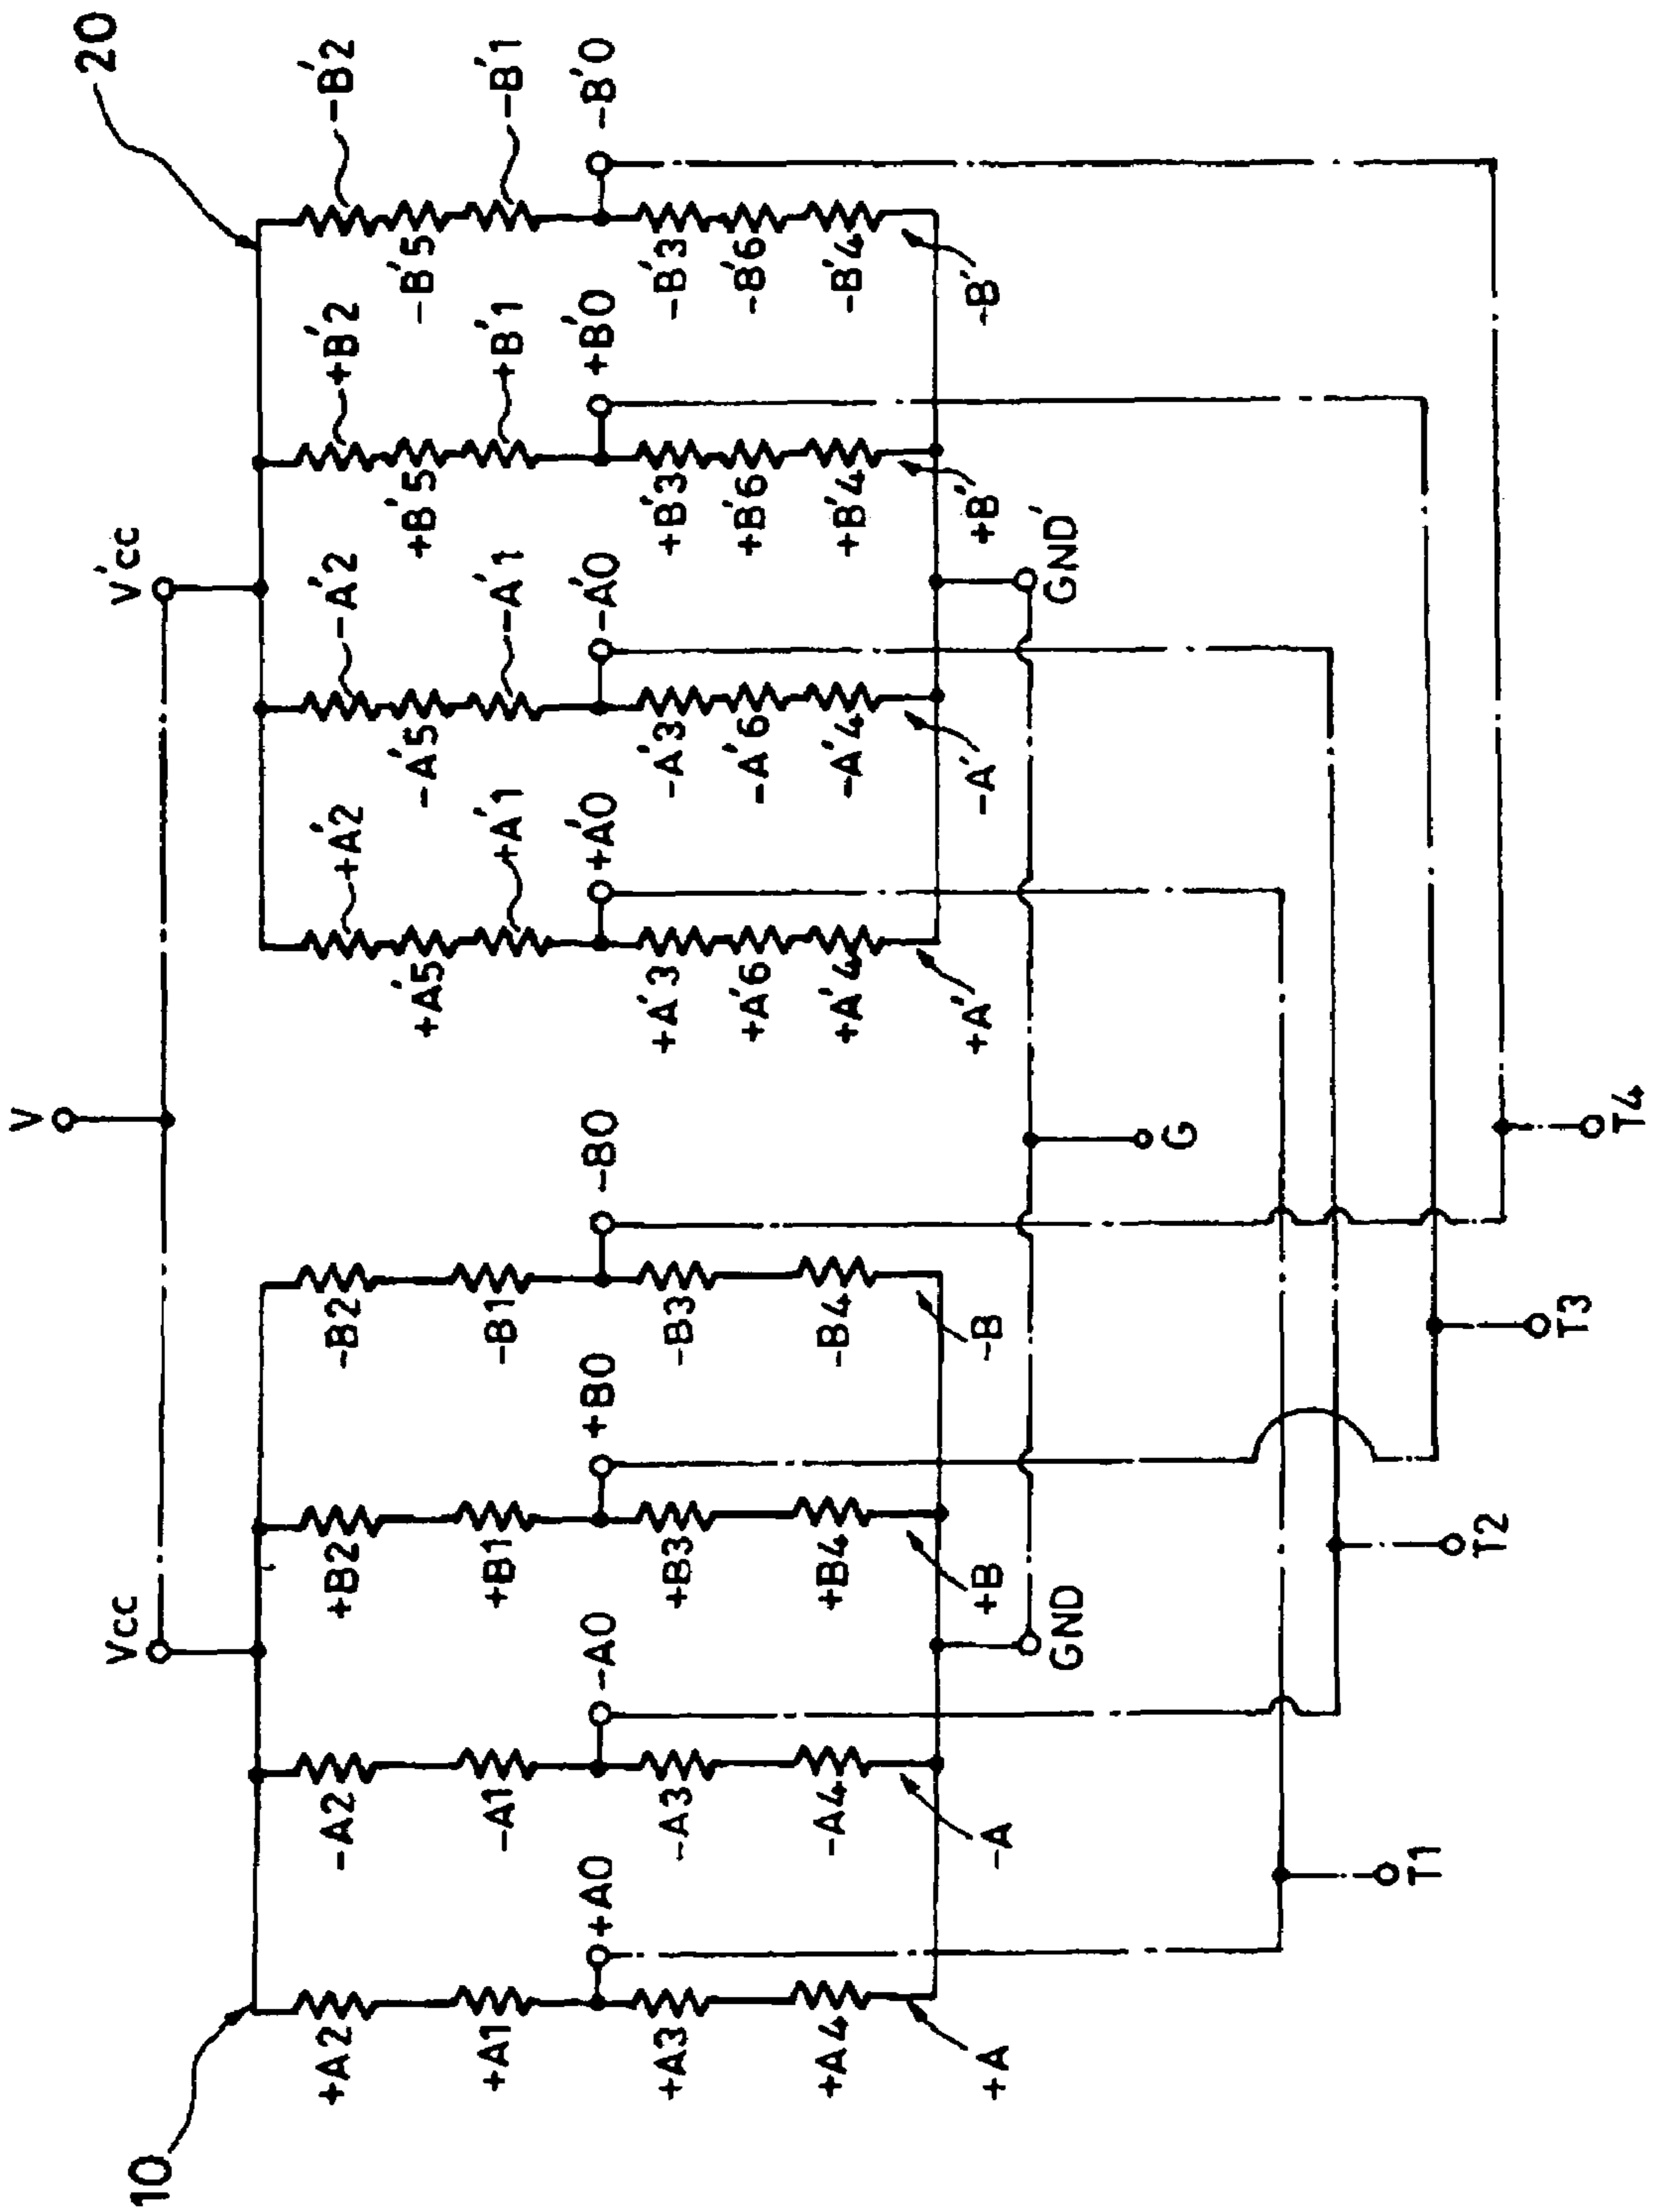 10
20
V
Vcc
V'cc
+A2
-A2
+B2
-B2
+A'2
-A'2
+B'2
-B'2
+A'5
-A'5
+B'5
-B'5
+A1
-A1
+B1
-B1
+A'1
-A'1
+B'1
-B'1
+A0
-A0
+B0
-B0
+A'0
-A'0
+B'0
-B'0
+A3
-A3
+B3
-B3
+A'3
-A'3
+B'3
-B'3
+A'6
-A'6
+B'6
-B'6
+A4
-A4
+B4
-B4
+A'4
-A'4
+B'4
-B'4
+A
-A
+B
-B
+A'
-A'
+B'
-B'
GND
GND'
G
T1
T2
T3
T4